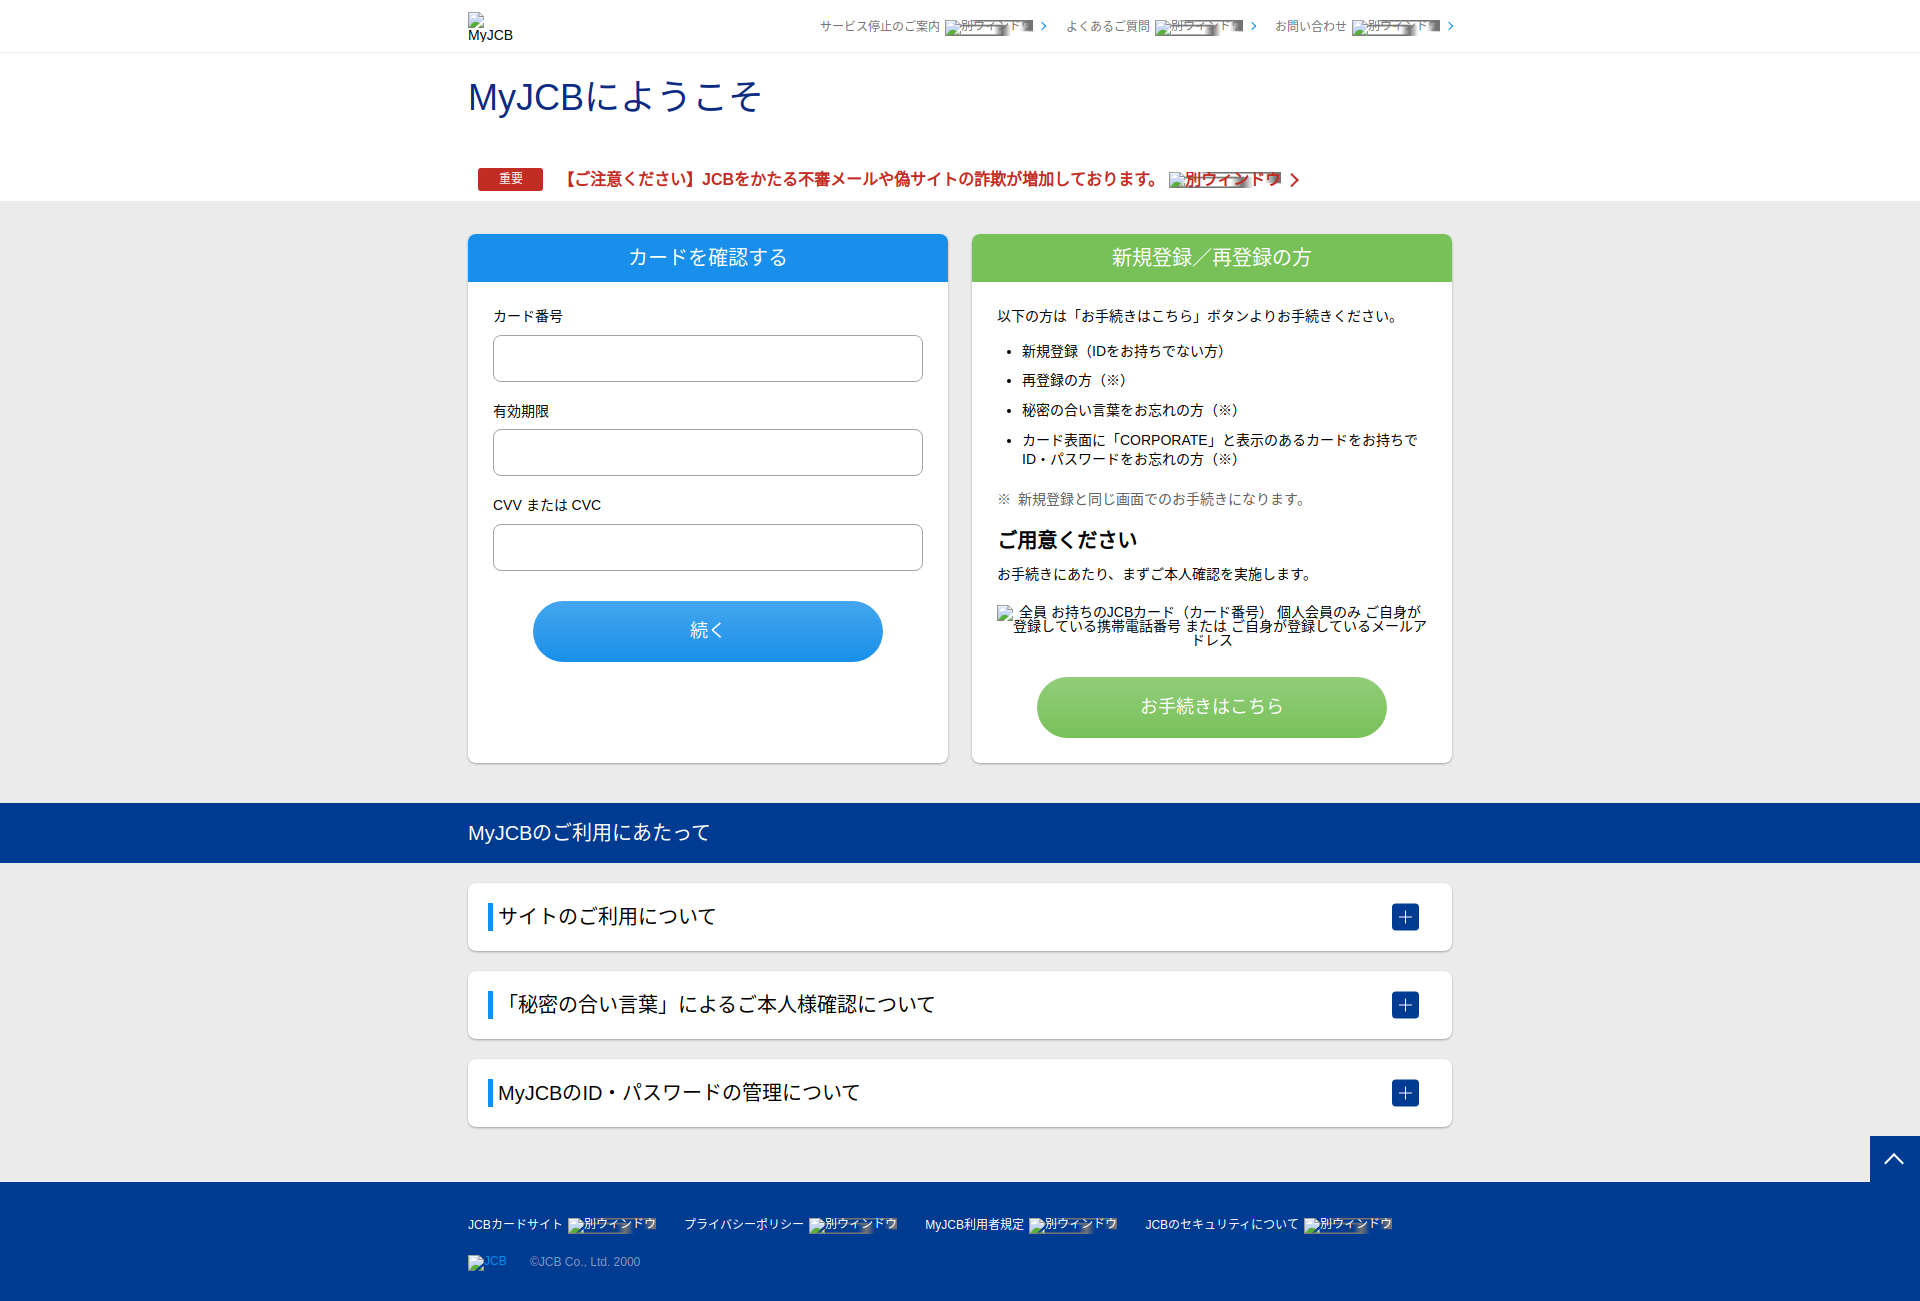 MyJCB
サービス停止のご案内 別ウィンドウ
よくあるご質問 別ウィンドウ
お問い合わせ 別ウィンドウ
MyJCBにようこそ
重要 【ご注意ください】JCBをかたる不審メールや偽サイトの詐欺が増加しております。 別ウィンドウ
カードを確認する
カード番号
有効期限
CVV または CVC
続く
新規登録／再登録の方
以下の方は「お手続きはこちら」ボタンよりお手続きください。
• 新規登録（IDをお持ちでない方）
• 再登録の方（※）
• 秘密の合い言葉をお忘れの方（※）
• カード表面に「CORPORATE」と表示のあるカードをお持ちで
ID・パスワードをお忘れの方（※）
※ 新規登録と同じ画面でのお手続きになります。
ご用意ください
お手続きにあたり、まずご本人確認を実施します。
全員 お持ちのJCBカード（カード番号） 個人会員のみ ご自身が
登録している携帯電話番号 または ご自身が登録しているメールア
ドレス
お手続きはこちら
MyJCBのご利用にあたって
サイトのご利用について
「秘密の合い言葉」によるご本人様確認について
MyJCBのID・パスワードの管理について
JCBカードサイト 別ウィンドウ
プライバシーポリシー 別ウィンドウ
MyJCB利用者規定 別ウィンドウ
JCBのセキュリティについて 別ウィンドウ
JCB ©JCB Co., Ltd. 2000